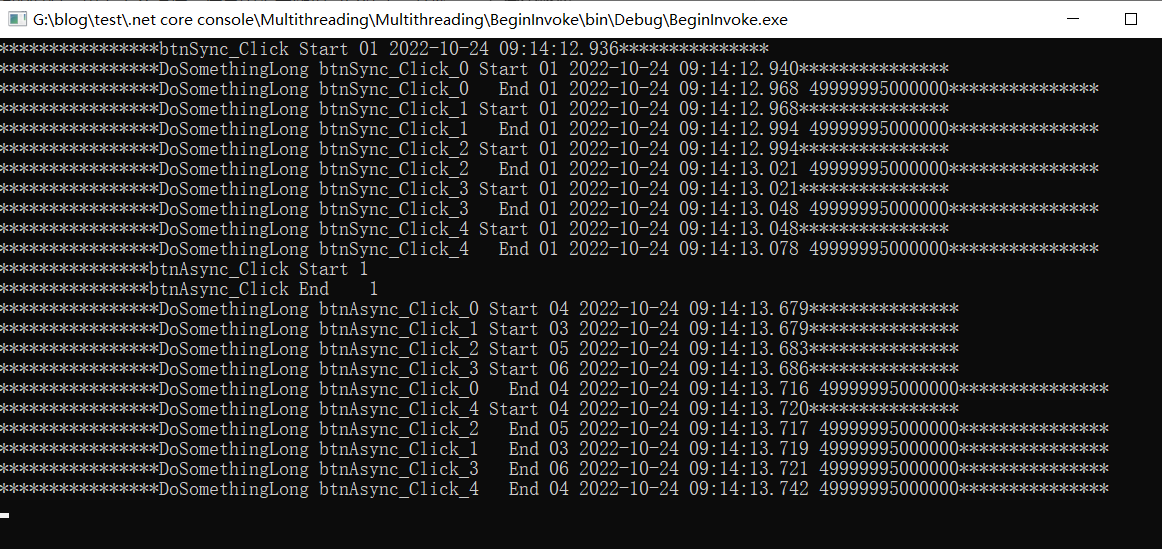 G:\blog\test\.net core console\Multithreading\Multithreading\BeginInvoke\bin\Debug\BeginInvoke.exe
****************btnSync_Click Start 01 2022-10-24 09:14:12.936***************
****************DoSomethingLong btnSync_Click_0 Start 01 2022-10-24 09:14:12.940***************
****************DoSomethingLong btnSync_Click_0   End 01 2022-10-24 09:14:12.968 49999995000000***************
****************DoSomethingLong btnSync_Click_1 Start 01 2022-10-24 09:14:12.968***************
****************DoSomethingLong btnSync_Click_1   End 01 2022-10-24 09:14:12.994 49999995000000***************
****************DoSomethingLong btnSync_Click_2 Start 01 2022-10-24 09:14:12.994***************
****************DoSomethingLong btnSync_Click_2   End 01 2022-10-24 09:14:13.021 49999995000000***************
****************DoSomethingLong btnSync_Click_3 Start 01 2022-10-24 09:14:13.021***************
****************DoSomethingLong btnSync_Click_3   End 01 2022-10-24 09:14:13.048 49999995000000***************
****************DoSomethingLong btnSync_Click_4 Start 01 2022-10-24 09:14:13.048***************
****************DoSomethingLong btnSync_Click_4   End 01 2022-10-24 09:14:13.078 49999995000000***************
***************btnAsync_Click Start 1
***************btnAsync_Click End    1
****************DoSomethingLong btnAsync_Click_0 Start 04 2022-10-24 09:14:13.679***************
****************DoSomethingLong btnAsync_Click_1 Start 03 2022-10-24 09:14:13.679***************
****************DoSomethingLong btnAsync_Click_2 Start 05 2022-10-24 09:14:13.683***************
****************DoSomethingLong btnAsync_Click_3 Start 06 2022-10-24 09:14:13.686***************
****************DoSomethingLong btnAsync_Click_0   End 04 2022-10-24 09:14:13.716 49999995000000***************
****************DoSomethingLong btnAsync_Click_4 Start 04 2022-10-24 09:14:13.720***************
****************DoSomethingLong btnAsync_Click_2   End 05 2022-10-24 09:14:13.717 49999995000000***************
****************DoSomethingLong btnAsync_Click_1   End 03 2022-10-24 09:14:13.719 49999995000000***************
****************DoSomethingLong btnAsync_Click_3   End 06 2022-10-24 09:14:13.721 49999995000000***************
****************DoSomethingLong btnAsync_Click_4   End 04 2022-10-24 09:14:13.742 49999995000000***************